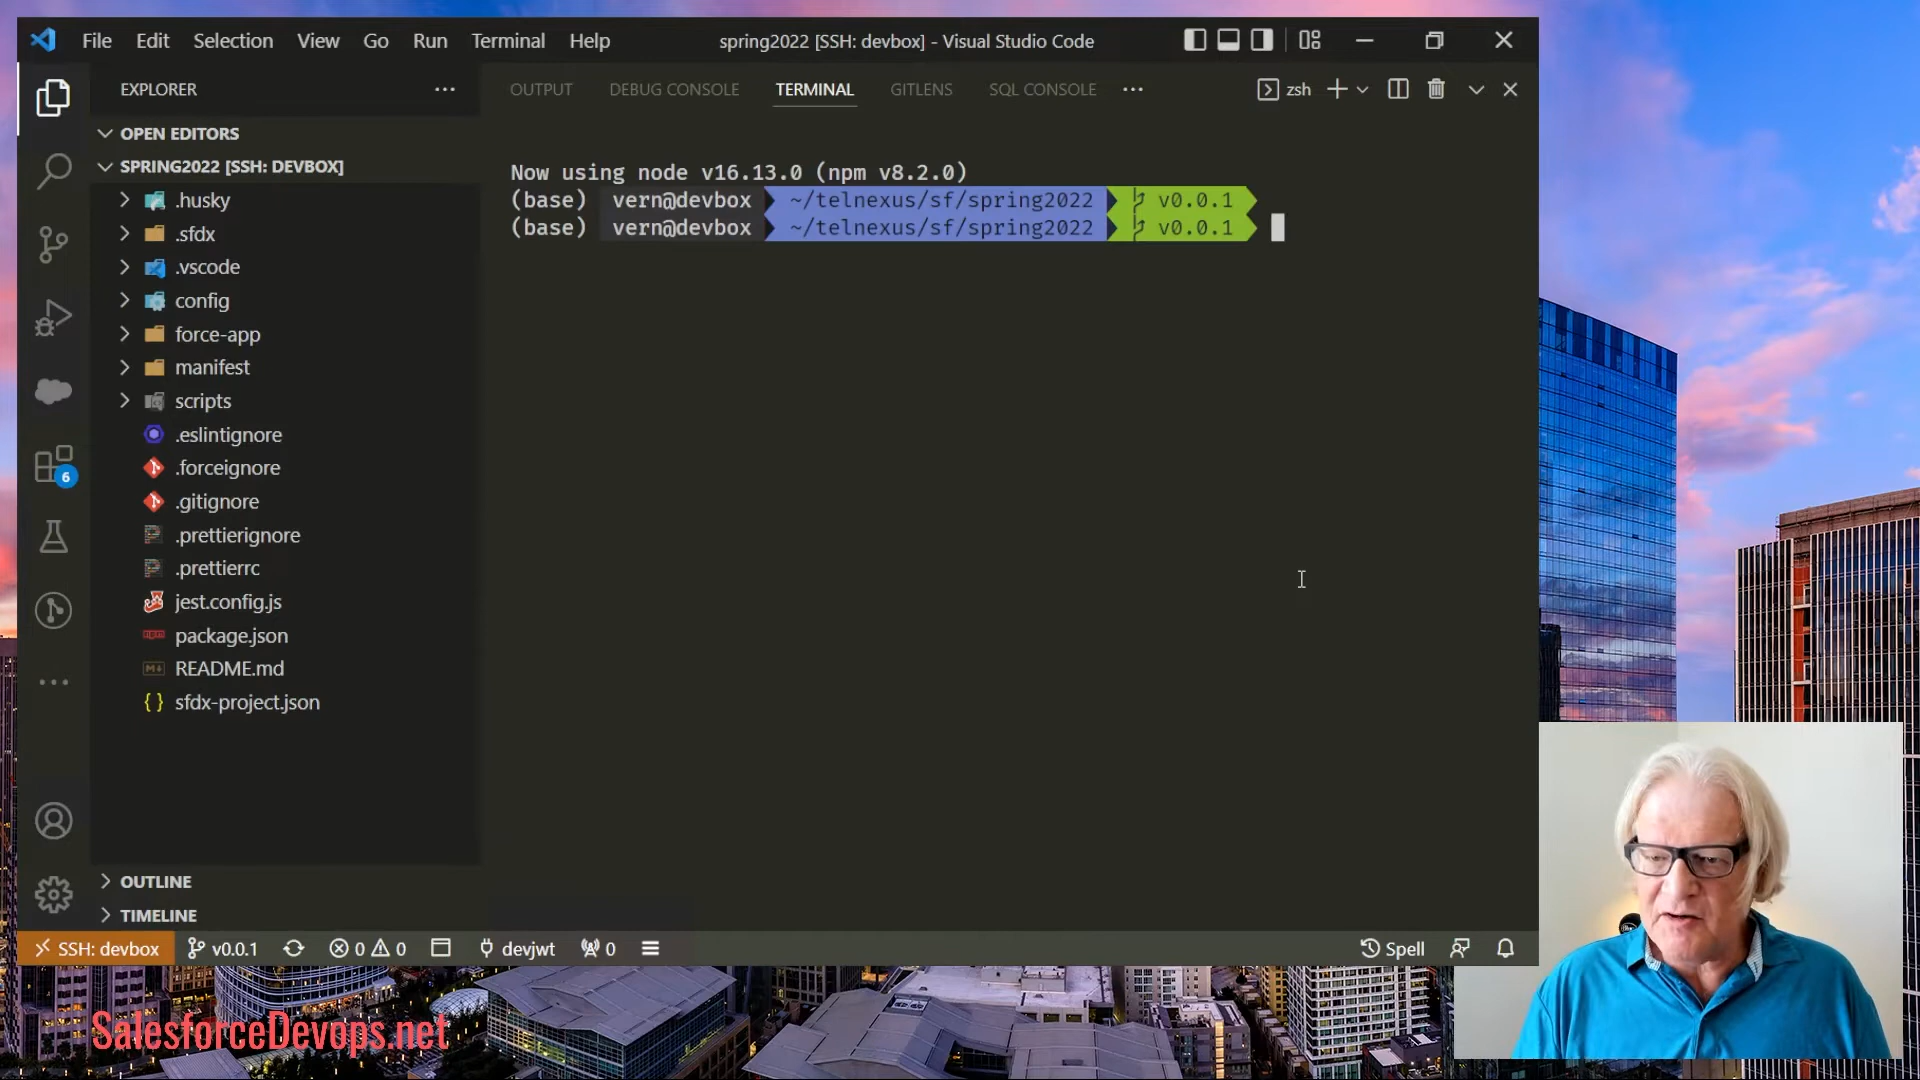 File Edit Selection View Go Run Terminal Help
spring2022 [SSH: devbox] - Visual Studio Code
EXPLORER
OUTPUT DEBUG CONSOLE TERMINAL GITLENS SQL CONSOLE
zsh
OPEN EDITORS
SPRING2022 [SSH: DEVBOX]
.husky
.sfdx
.vscode
config
force-app
manifest
scripts
.eslintignore
.forceignore
.gitignore
.prettierignore
.prettierrc
jest.config.js
package.json
README.md
sfdx-project.json
Now using node v16.13.0 (npm v8.2.0)
(base) vern@devbox ~/telnexus/sf/spring2022 v0.0.1
(base) vern@devbox ~/telnexus/sf/spring2022 v0.0.1
6
OUTLINE
TIMELINE
SSH: devbox v0.0.1 0 0 devjwt 0 Spell
SalesforceDevops.net